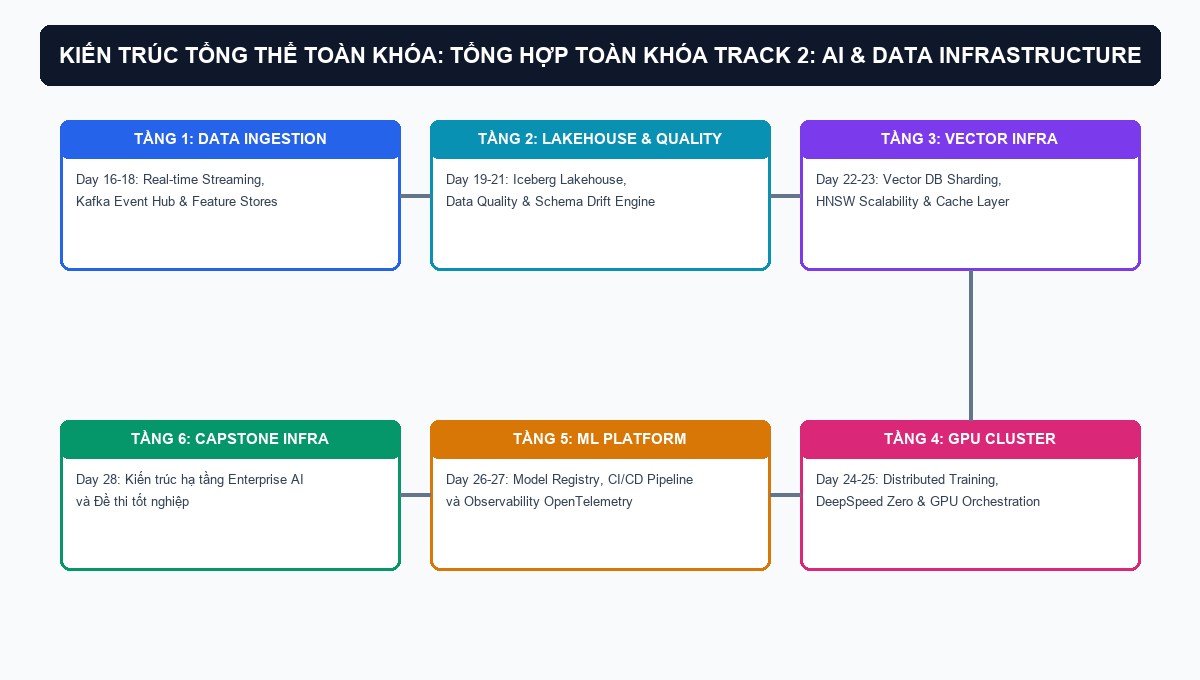 KIẾN TRÚC TỔNG THỂ TOÀN KHÓA: TỔNG HỢP TOÀN KHÓA TRACK 2: AI & DATA INFRASTRUCTURE
TẦNG 1: DATA INGESTION
Day 16-18: Real-time Streaming,
Kafka Event Hub & Feature Stores
TẦNG 2: LAKEHOUSE & QUALITY
Day 19-21: Iceberg Lakehouse,
Data Quality & Schema Drift Engine
TẦNG 3: VECTOR INFRA
Day 22-23: Vector DB Sharding,
HNSW Scalability & Cache Layer
TẦNG 6: CAPSTONE INFRA
Day 28: Kiến trúc hạ tầng Enterprise AI
và Đề thi tốt nghiệp
TẦNG 5: ML PLATFORM
Day 26-27: Model Registry, CI/CD Pipeline
và Observability OpenTelemetry
TẦNG 4: GPU CLUSTER
Day 24-25: Distributed Training,
DeepSpeed Zero & GPU Orchestration